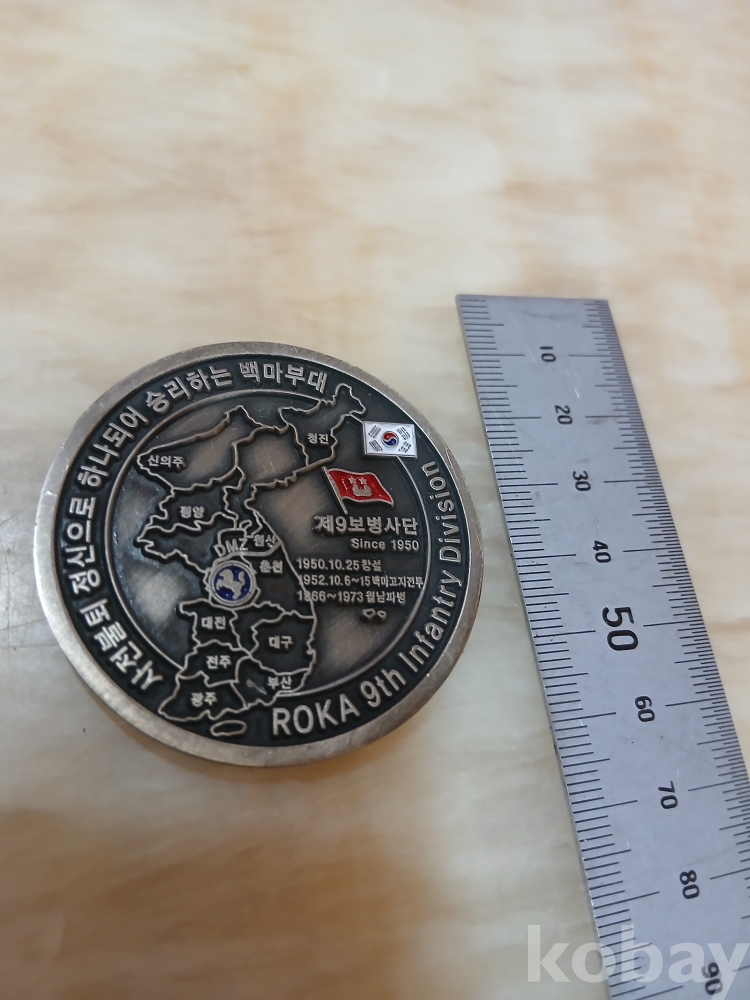 사진불퇴 정신으로 하나되어 승리하는 백마부대
청진
신의주
평양
원산
DMZ
춘천
대전
대구
전주
부산
광주
제9보병사단
Since 1950
1950.10.25 창설
1952.10.6~15 백마고지전투
1966~1973 월남파병
ROKA 9th Infantry Division
10
20
30
40
50
60
70
80
90
kobay